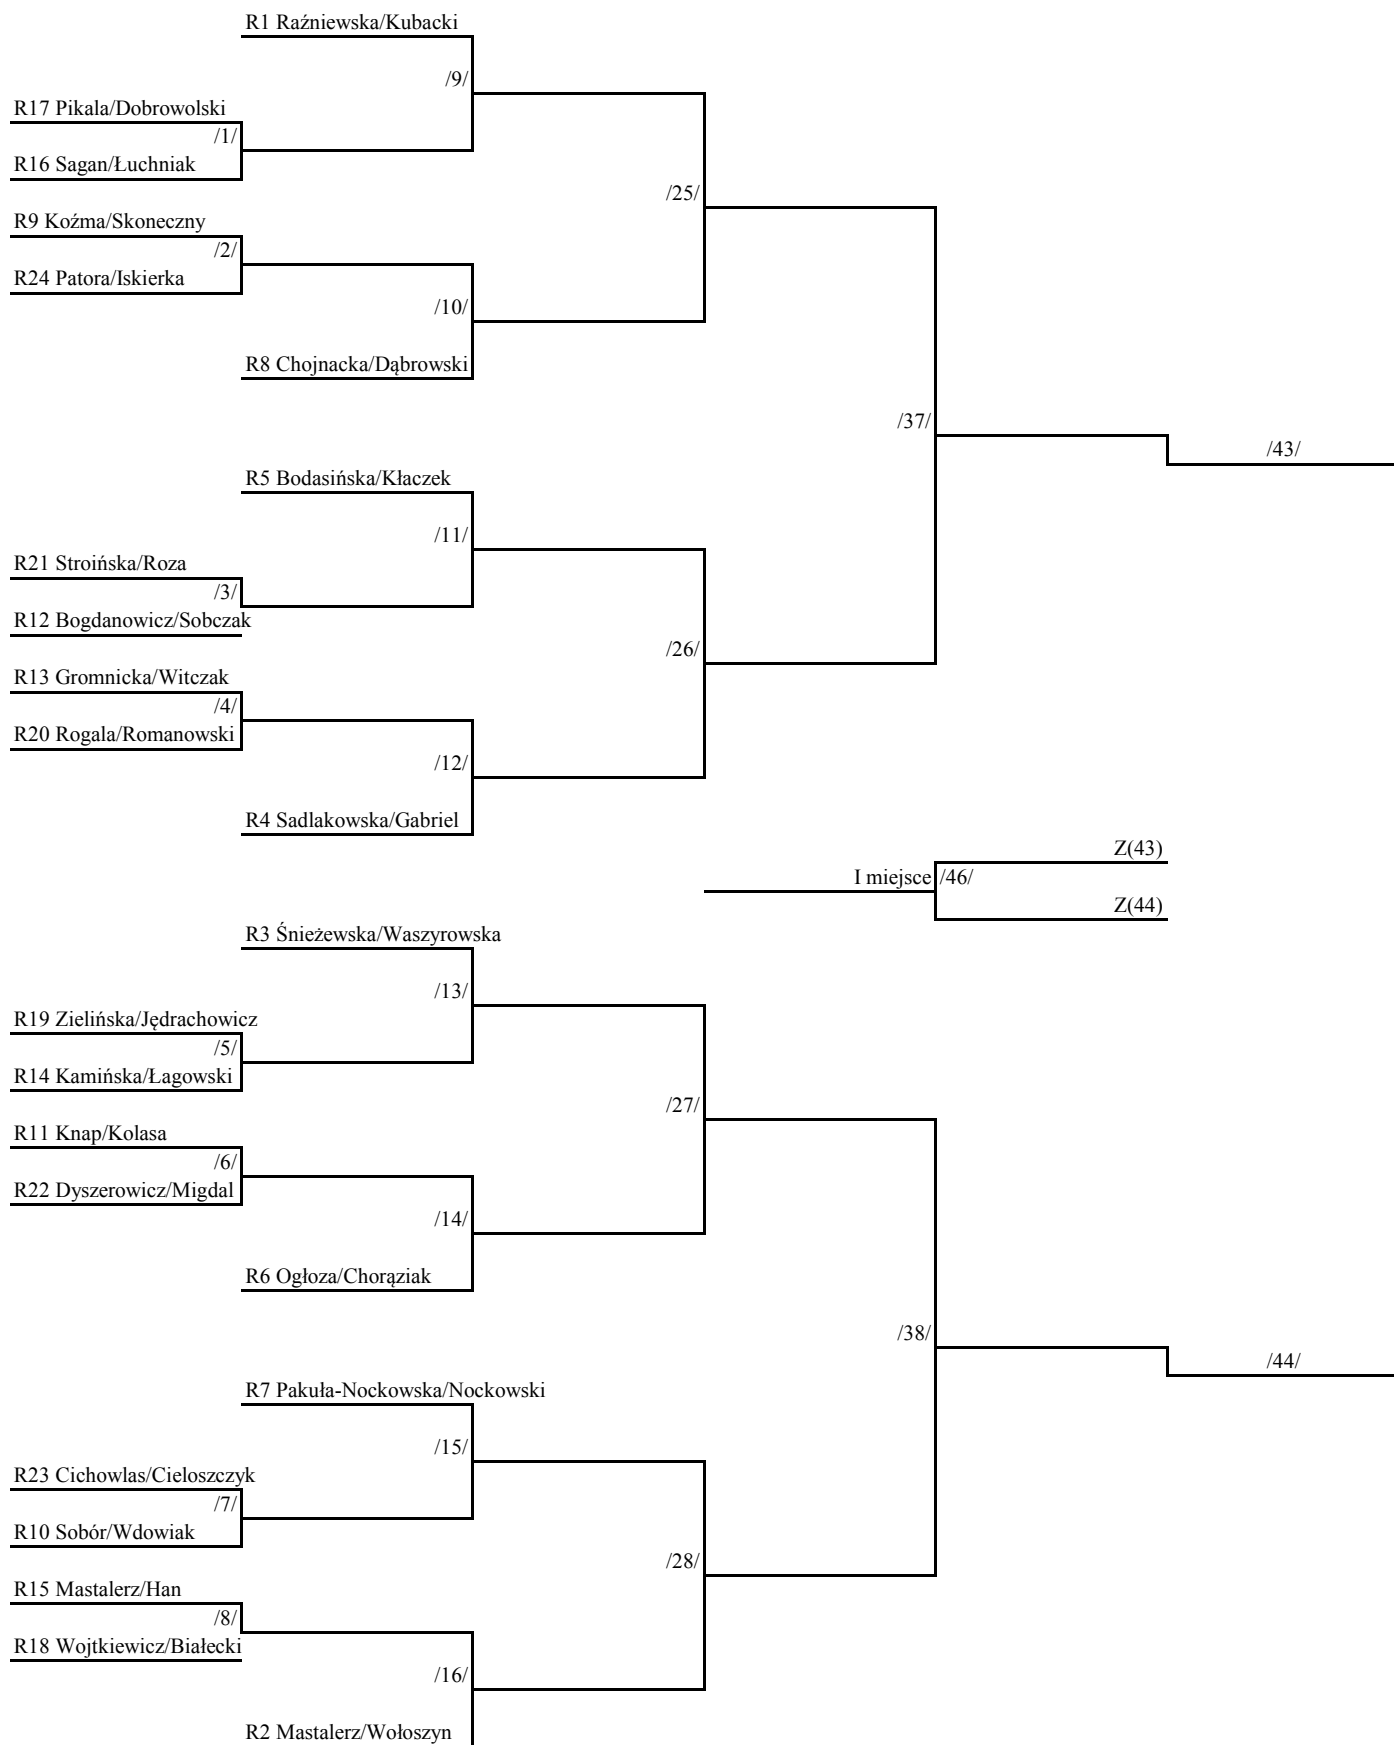 R1 Raźniewska/Kubacki
/9/
R17 Pikala/Dobrowolski
/1/
R16 Sagan/Łuchniak
/25/
R9 Koźma/Skoneczny
/2/
R24 Patora/Iskierka
/10/
R8 Chojnacka/Dąbrowski
/37/
/43/
R5 Bodasińska/Kłaczek
/11/
R21 Stroińska/Roza
/3/
R12 Bogdanowicz/Sobczak
/26/
R13 Gromnicka/Witczak
/4/
R20 Rogala/Romanowski
/12/
R4 Sadlakowska/Gabriel
Z(43)
I miejsce /46/
Z(44)
R3 Śnieżewska/Waszyrowska
/13/
R19 Zielińska/Jędrachowicz
/5/
R14 Kamińska/Łagowski
/27/
R11 Knap/Kolasa
/6/
R22 Dyszerowicz/Migdal
/14/
R6 Ogłoza/Chorąziak
/38/
/44/
R7 Pakuła-Nockowska/Nockowski
/15/
R23 Cichowlas/Cieloszczyk
/7/
R10 Sobór/Wdowiak
/28/
R15 Mastalerz/Han
/8/
R18 Wojtkiewicz/Białecki
/16/
R2 Mastalerz/Wołoszyn